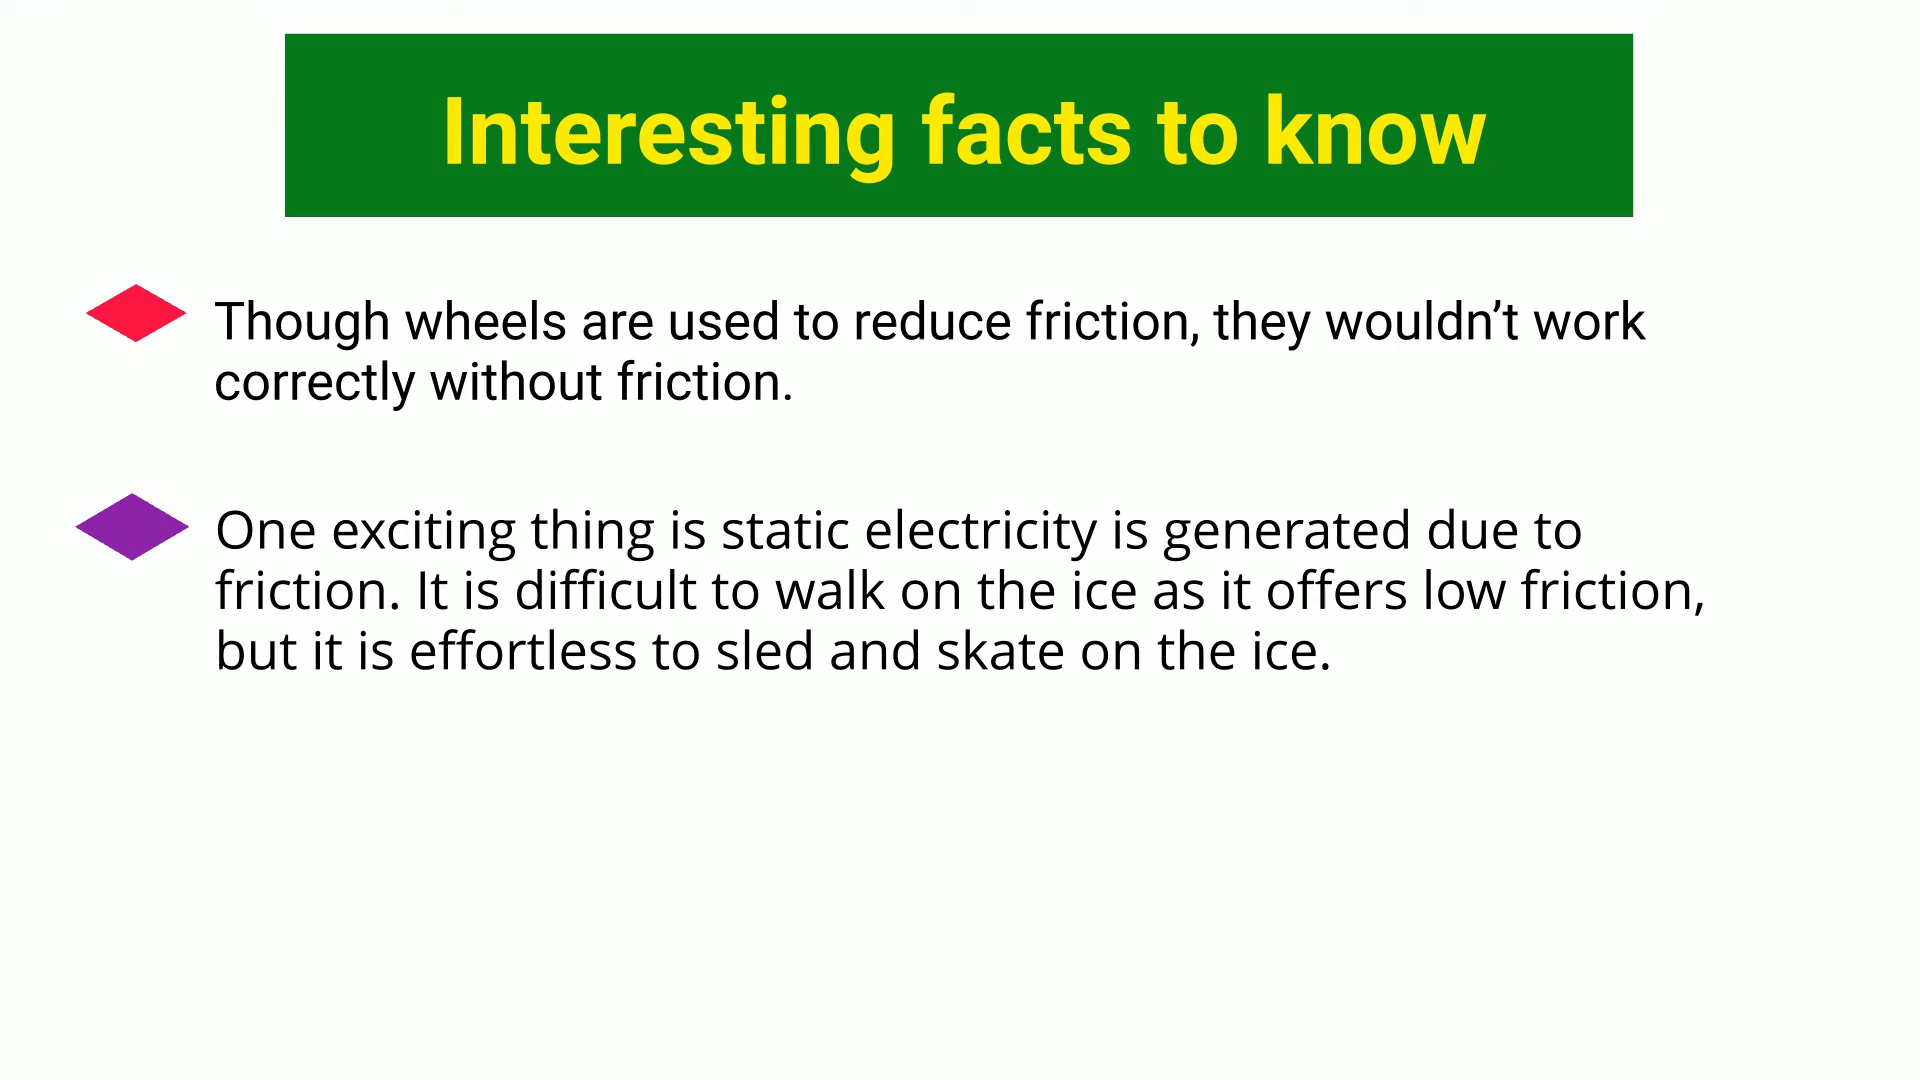 Interesting facts to know
Though wheels are used to reduce friction, they wouldn’t work
correctly without friction.
One exciting thing is static electricity is generated due to
friction. It is difficult to walk on the ice as it offers low friction,
but it is effortless to sled and skate on the ice.